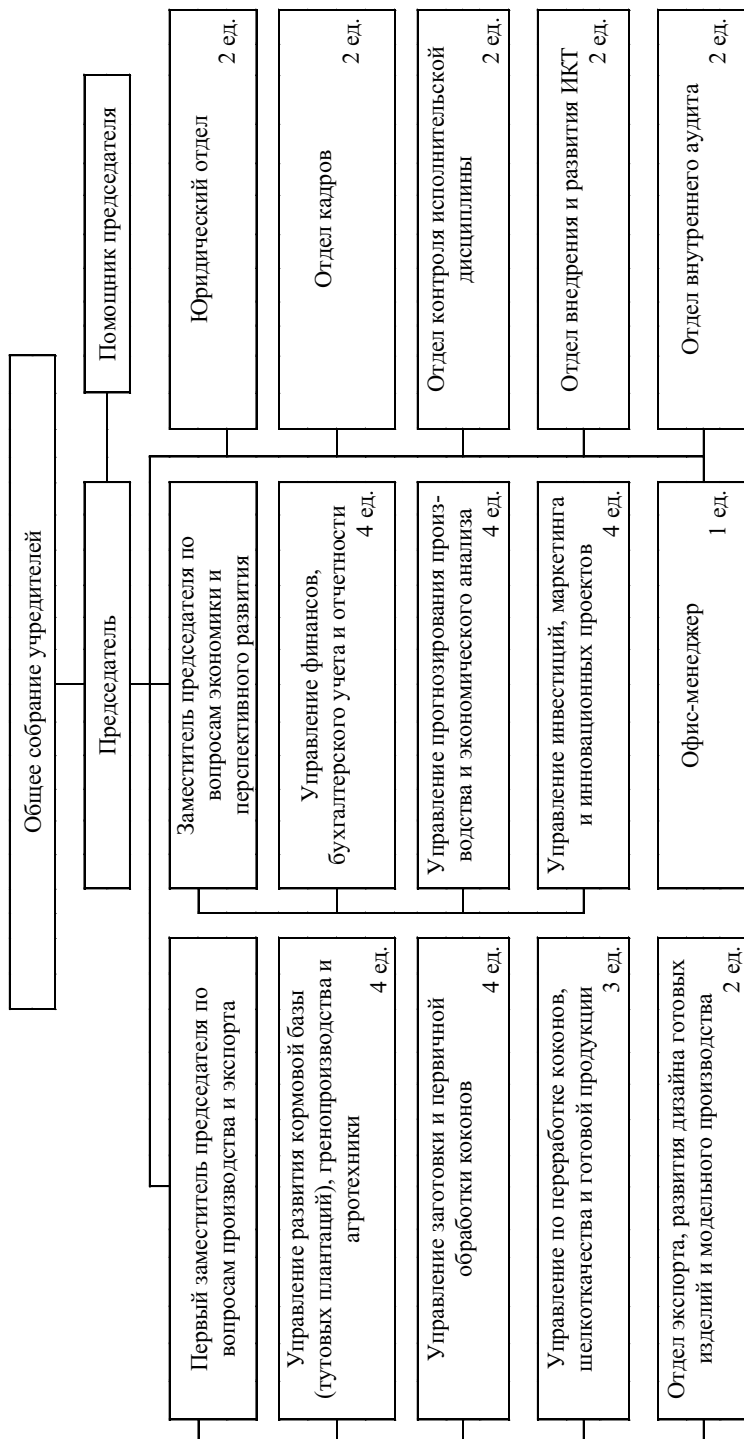 Общее собрание учредителей
Председатель
Помощник председателя
Первый заместитель председателя по
вопросам производства и экспорта
Управление развития кормовой базы
(тутовых плантаций), гренопроизводства и
агротехники
4 ед.
Управление заготовки и первичной
обработки коконов
4 ед.
Управление по переработке коконов,
шелкоткачества и готовой продукции
3 ед.
Отдел экспорта, развития дизайна готовых
изделий и модельного производства
2 ед.
Заместитель председателя по
вопросам экономики и
перспективного развития
Управление финансов,
бухгалтерского учета и отчетности
4 ед.
Управление прогнозирования произ-
водства и экономического анализа
4 ед.
Управление инвестиций, маркетинга
и инновационных проектов
4 ед.
Офис-менеджер
1 ед.
Юридический отдел
2 ед.
Отдел кадров
2 ед.
Отдел контроля исполнительской
дисциплины
2 ед.
Отдел внедрения и развития ИКТ
2 ед.
Отдел внутреннего аудита
2 ед.